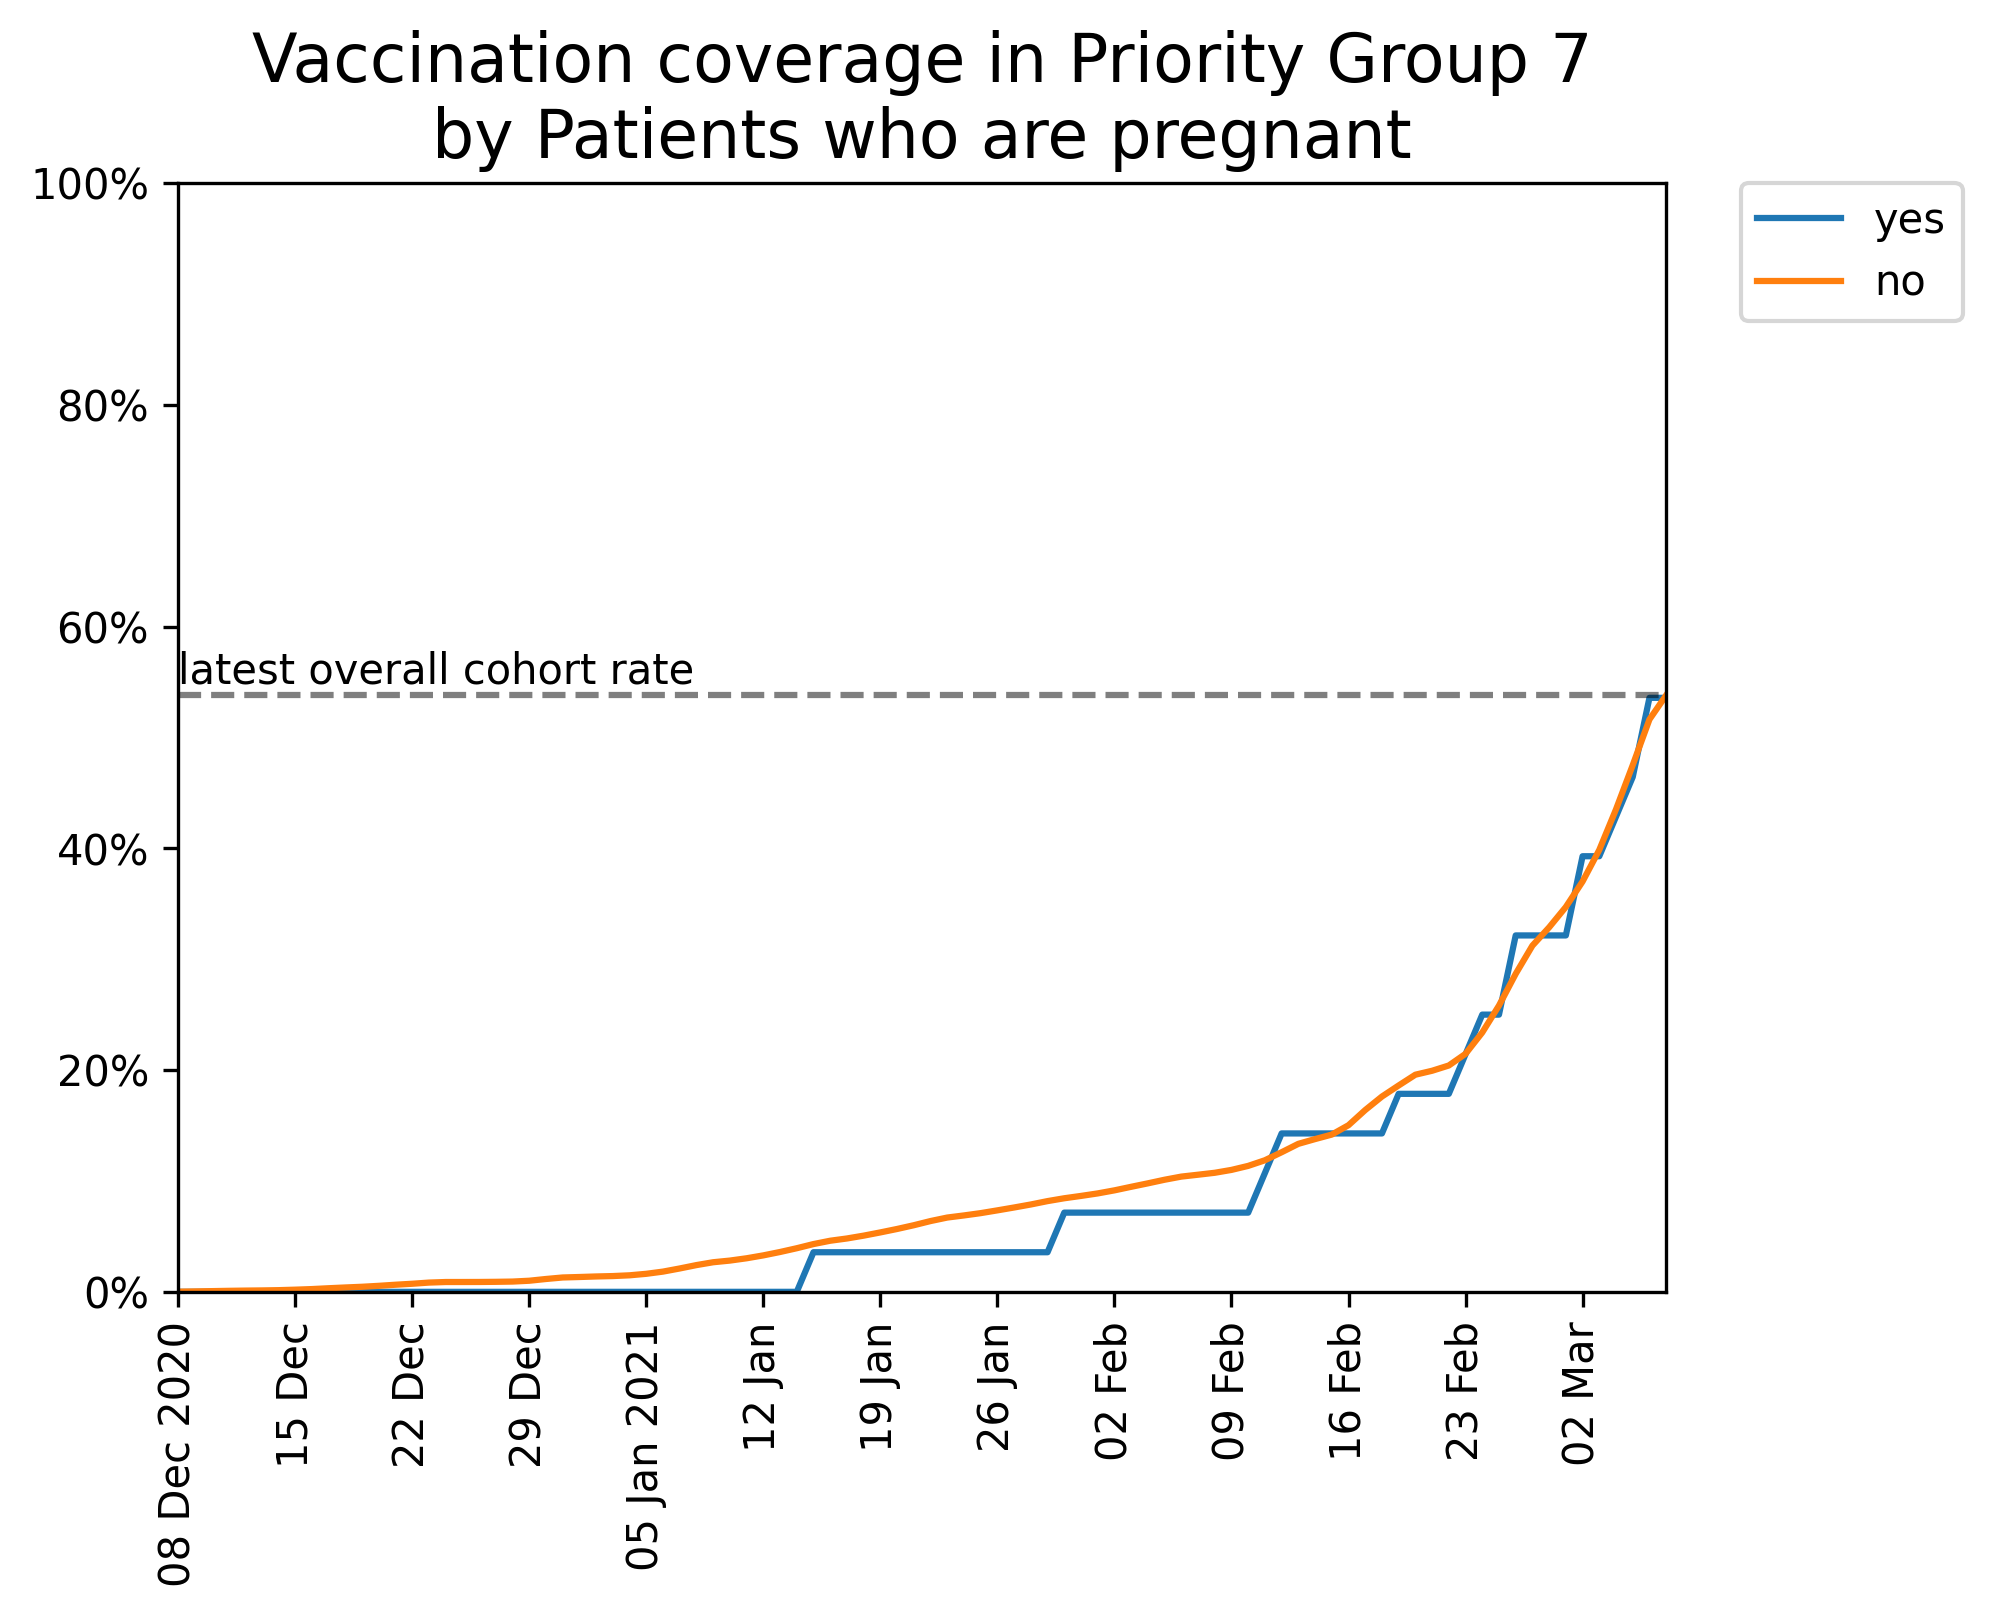 Vaccination coverage in Priority Group 7
by Patients who are pregnant
100%
80%
60%
40%
20%
0%
latest overall cohort rate
yes
no
08 Dec 2020
15 Dec
22 Dec
29 Dec
05 Jan 2021
12 Jan
19 Jan
26 Jan
02 Feb
09 Feb
16 Feb
23 Feb
02 Mar